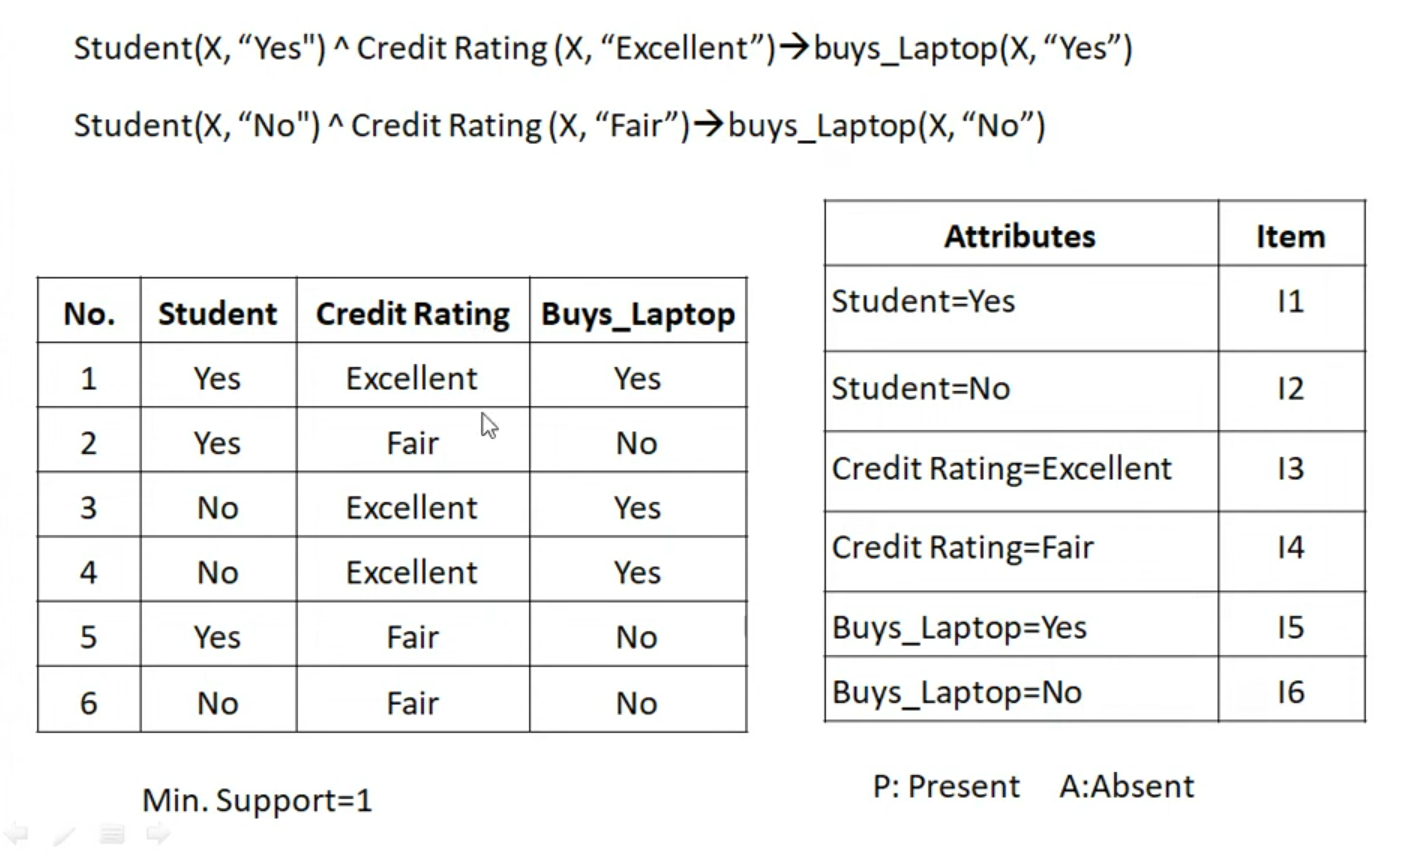 Student(X, “Yes") ^ Credit Rating (X, “Excellent”)→buys_Laptop(X, “Yes”)
Student(X, “No") ^ Credit Rating (X, “Fair”)→buys_Laptop(X, “No”)
No. Student Credit Rating Buys_Laptop
1 Yes Excellent Yes
2 Yes Fair No
3 No Excellent Yes
4 No Excellent Yes
5 Yes Fair No
6 No Fair No
Min. Support=1
Attributes Item
Student=Yes I1
Student=No I2
Credit Rating=Excellent I3
Credit Rating=Fair I4
Buys_Laptop=Yes I5
Buys_Laptop=No I6
P: Present A:Absent